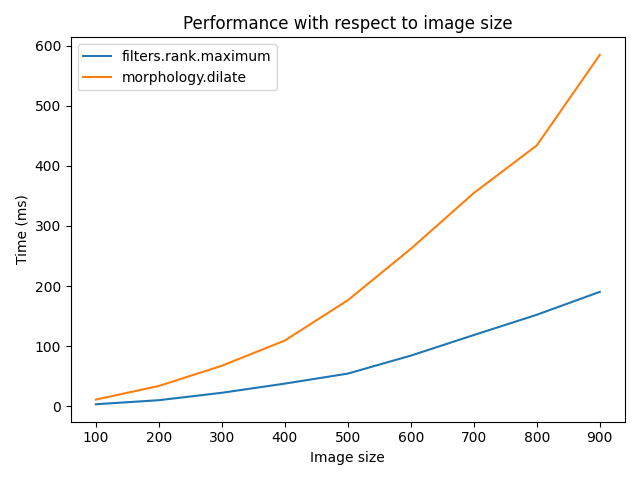 Performance with respect to image size
filters.rank.maximum
morphology.dilate
600
500
400
300
200
100
0
Time (ms)
100 200 300 400 500 600 700 800 900
Image size